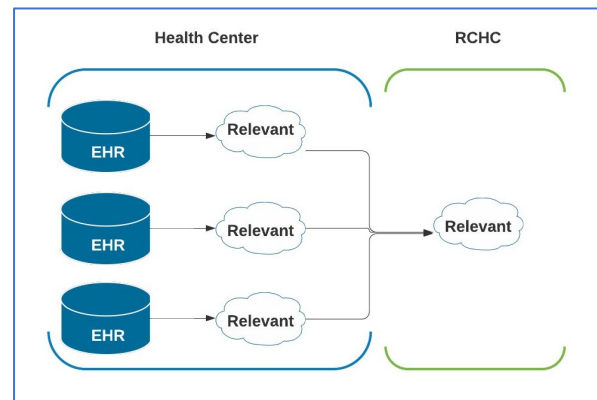 Health Center
RCHC
EHR
Relevant
EHR
Relevant
Relevant
EHR
Relevant